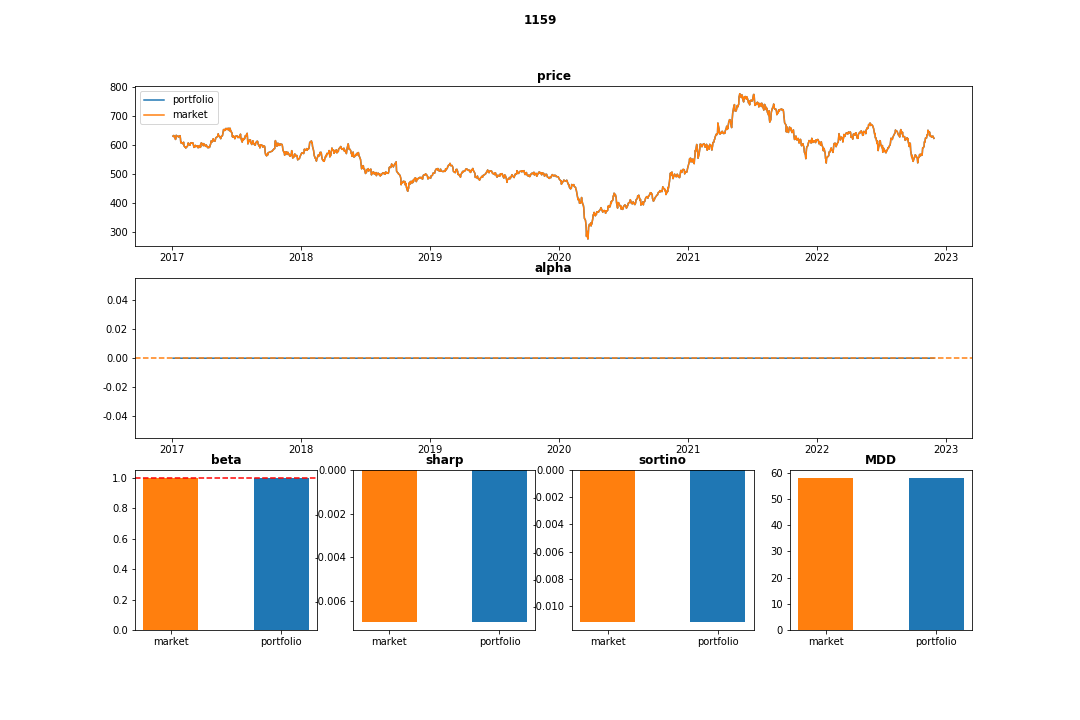 1159
price
800
700
600
500
400
300
portfolio
market
2017 2018 2019 2020 2021 2022 2023
alpha
0.04
0.02
0.00
-0.02
-0.04
2017 2018 2019 2020 2021 2022 2023
beta
1.0
0.8
0.6
0.4
0.2
0.0
market portfolio
sharp
0.000
-0.002
-0.004
-0.006
market portfolio
sortino
0.000
-0.002
-0.004
-0.006
-0.008
-0.010
market portfolio
MDD
60
50
40
30
20
10
0
market portfolio